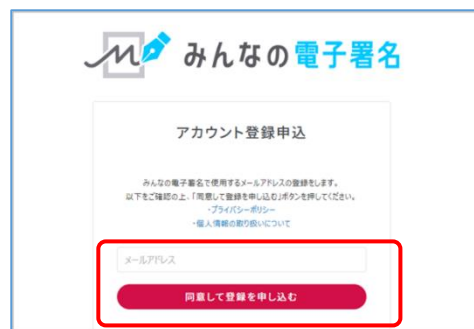 みんなの電子署名
アカウント登録申込
みんなの電子署名で使用するメールアドレスの登録をします。
以下をご確認の上、「同意して登録を申し込む」ボタンを押してください。
・プライバシーポリシー
・個人情報の取り扱いについて
メールアドレス
同意して登録を申し込む